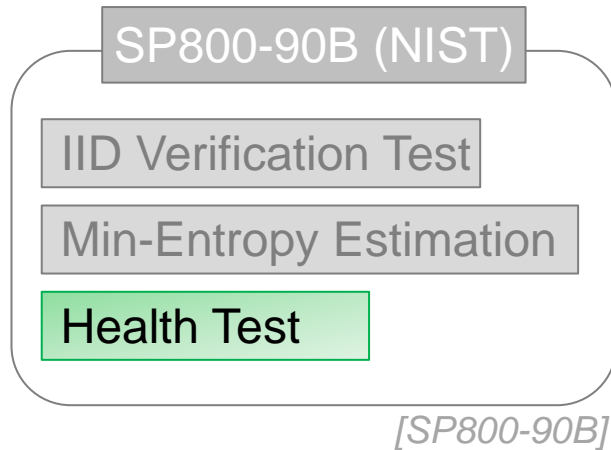 SP800-90B (NIST)
IID Verification Test
Min-Entropy Estimation
Health Test
[SP800-90B]